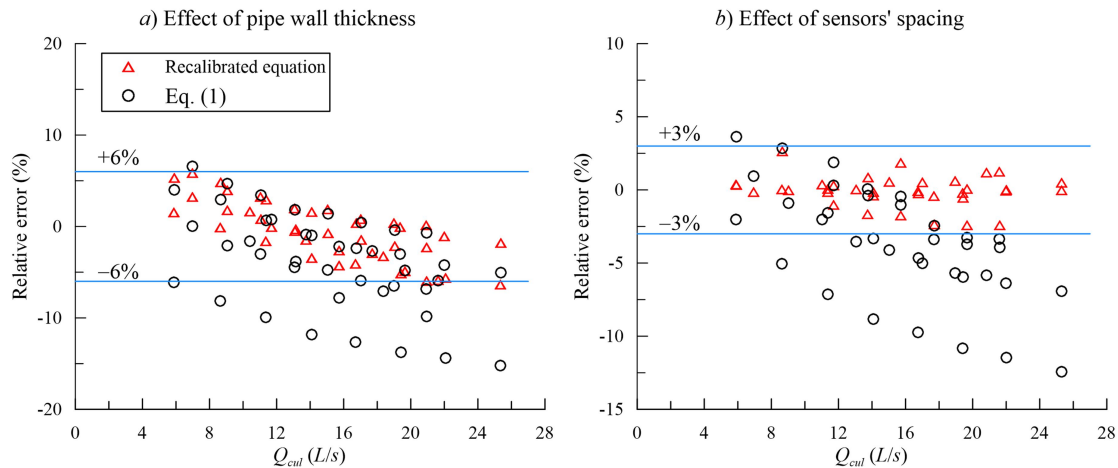 a) Effect of pipe wall thickness
20
10
0
−10
−20
Relative error (%)
Recalibrated equation
Eq. (1)
+6%
−6%
0 4 8 12 16 20 24 28
Qcul (L/s)
b) Effect of sensors' spacing
10
5
0
−5
−10
−15
Relative error (%)
+3%
−3%
0 4 8 12 16 20 24 28
Qcul (L/s)